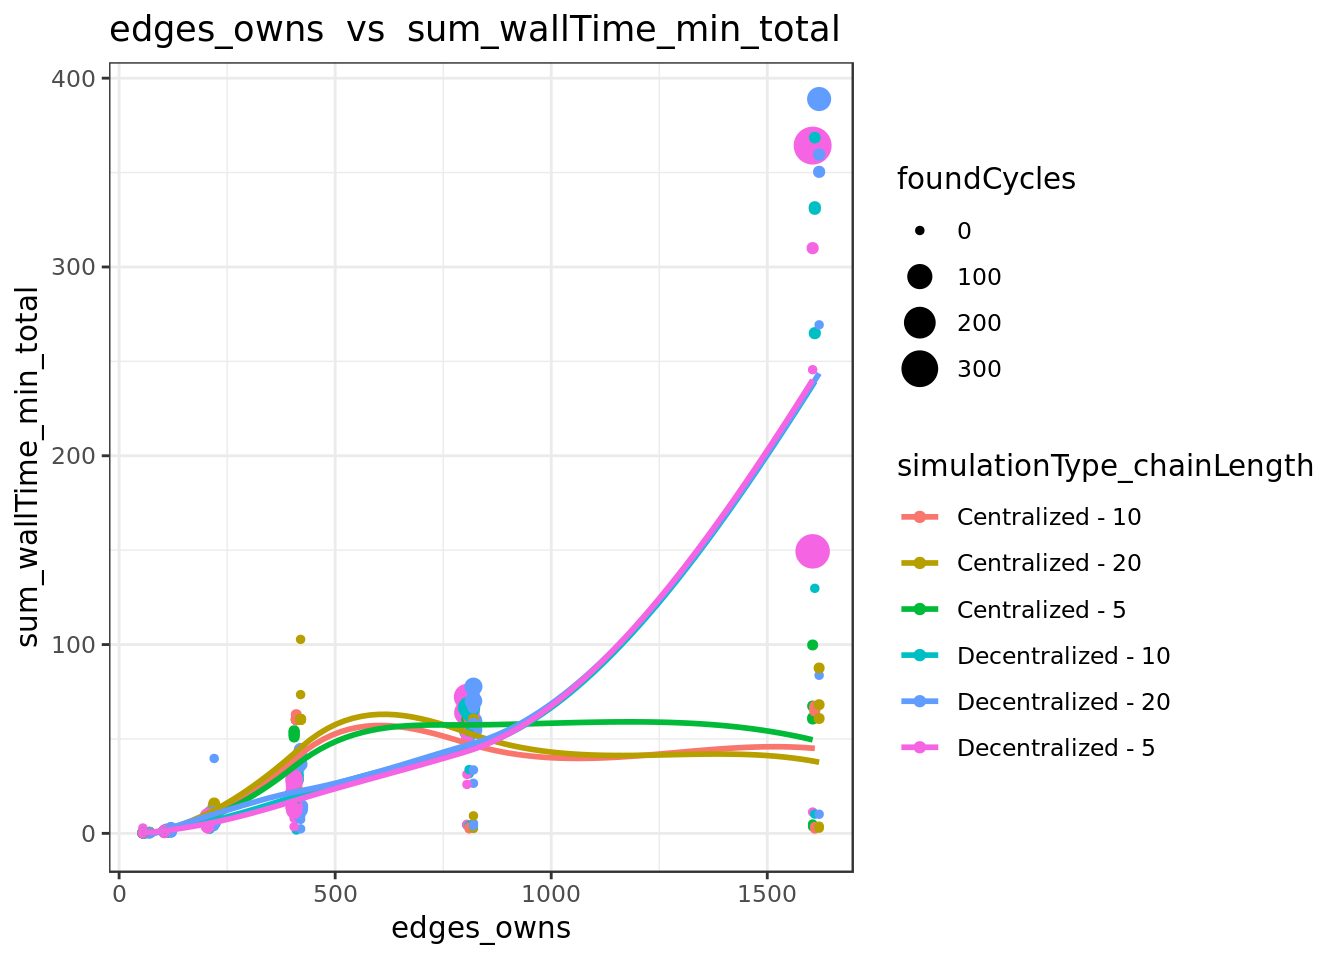 edges_owns vs sum_wallTime_min_total
sum_wallTime_min_total
400
300
200
100
0
0
500
1000
1500
edges_owns
foundCycles
0
100
200
300
simulationType_chainLength
Centralized - 10
Centralized - 20
Centralized - 5
Decentralized - 10
Decentralized - 20
Decentralized - 5